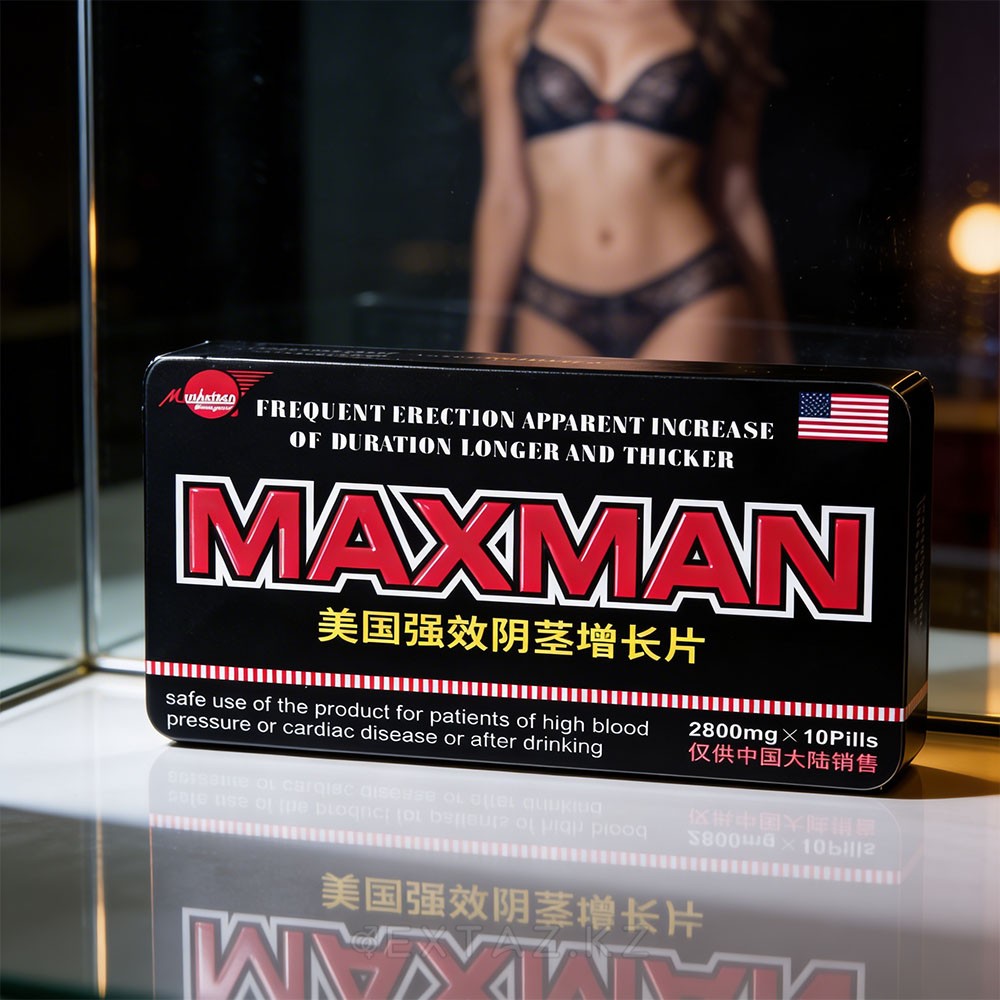 Manhattan
FREQUENT ERECTION APPARENT INCREASE
OF DURATION LONGER AND THICKER
MAXMAN
美国强效阴茎增长片
safe use of the product for patients of high blood
pressure or cardiac disease or after drinking
2800mg×10Pills
仅供中国大陆销售
@EXTAZ.KZ